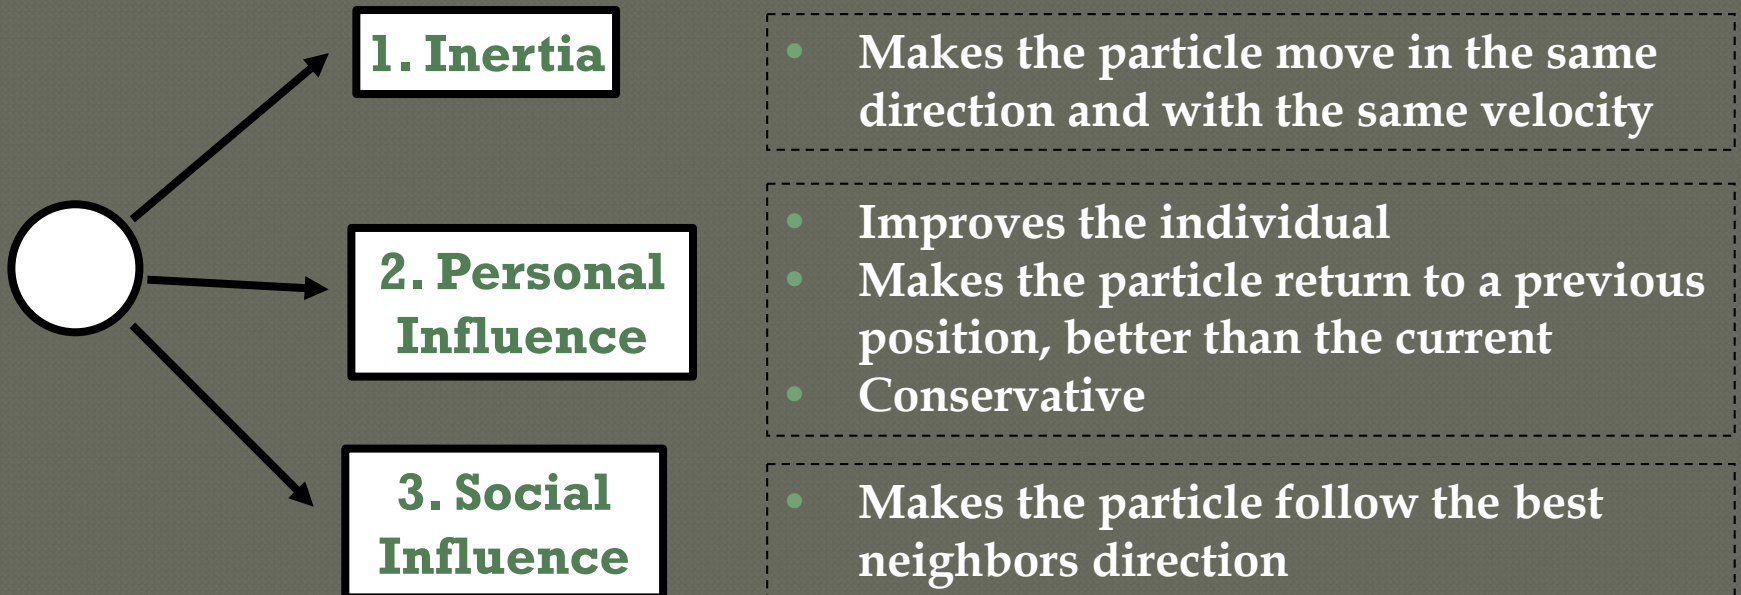 1. Inertia
• Makes the particle move in the same
direction and with the same velocity
2. Personal
Influence
• Improves the individual
• Makes the particle return to a previous
position, better than the current
• Conservative
3. Social
Influence
• Makes the particle follow the best
neighbors direction